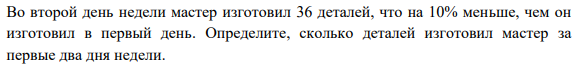 Во второй день недели мастер изготовил 36 деталей, что на 10% меньше, чем он
изготовил в первый день. Определите, сколько деталей изготовил мастер за
первые два дня недели.